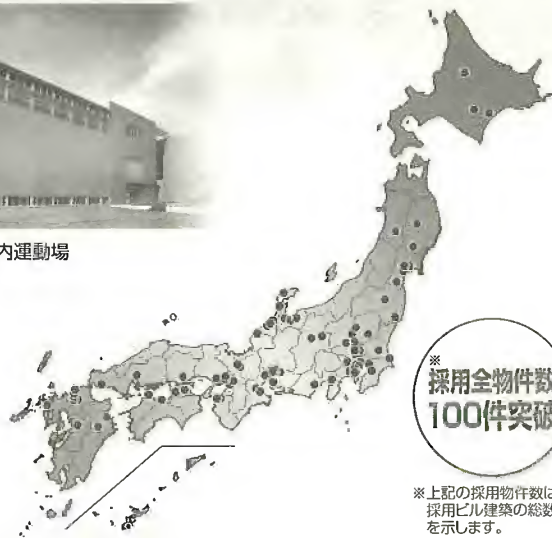 内運動場
※
採用全物件数
100件突破
※上記の採用物件数は
採用ビル建築の総数
を示します。